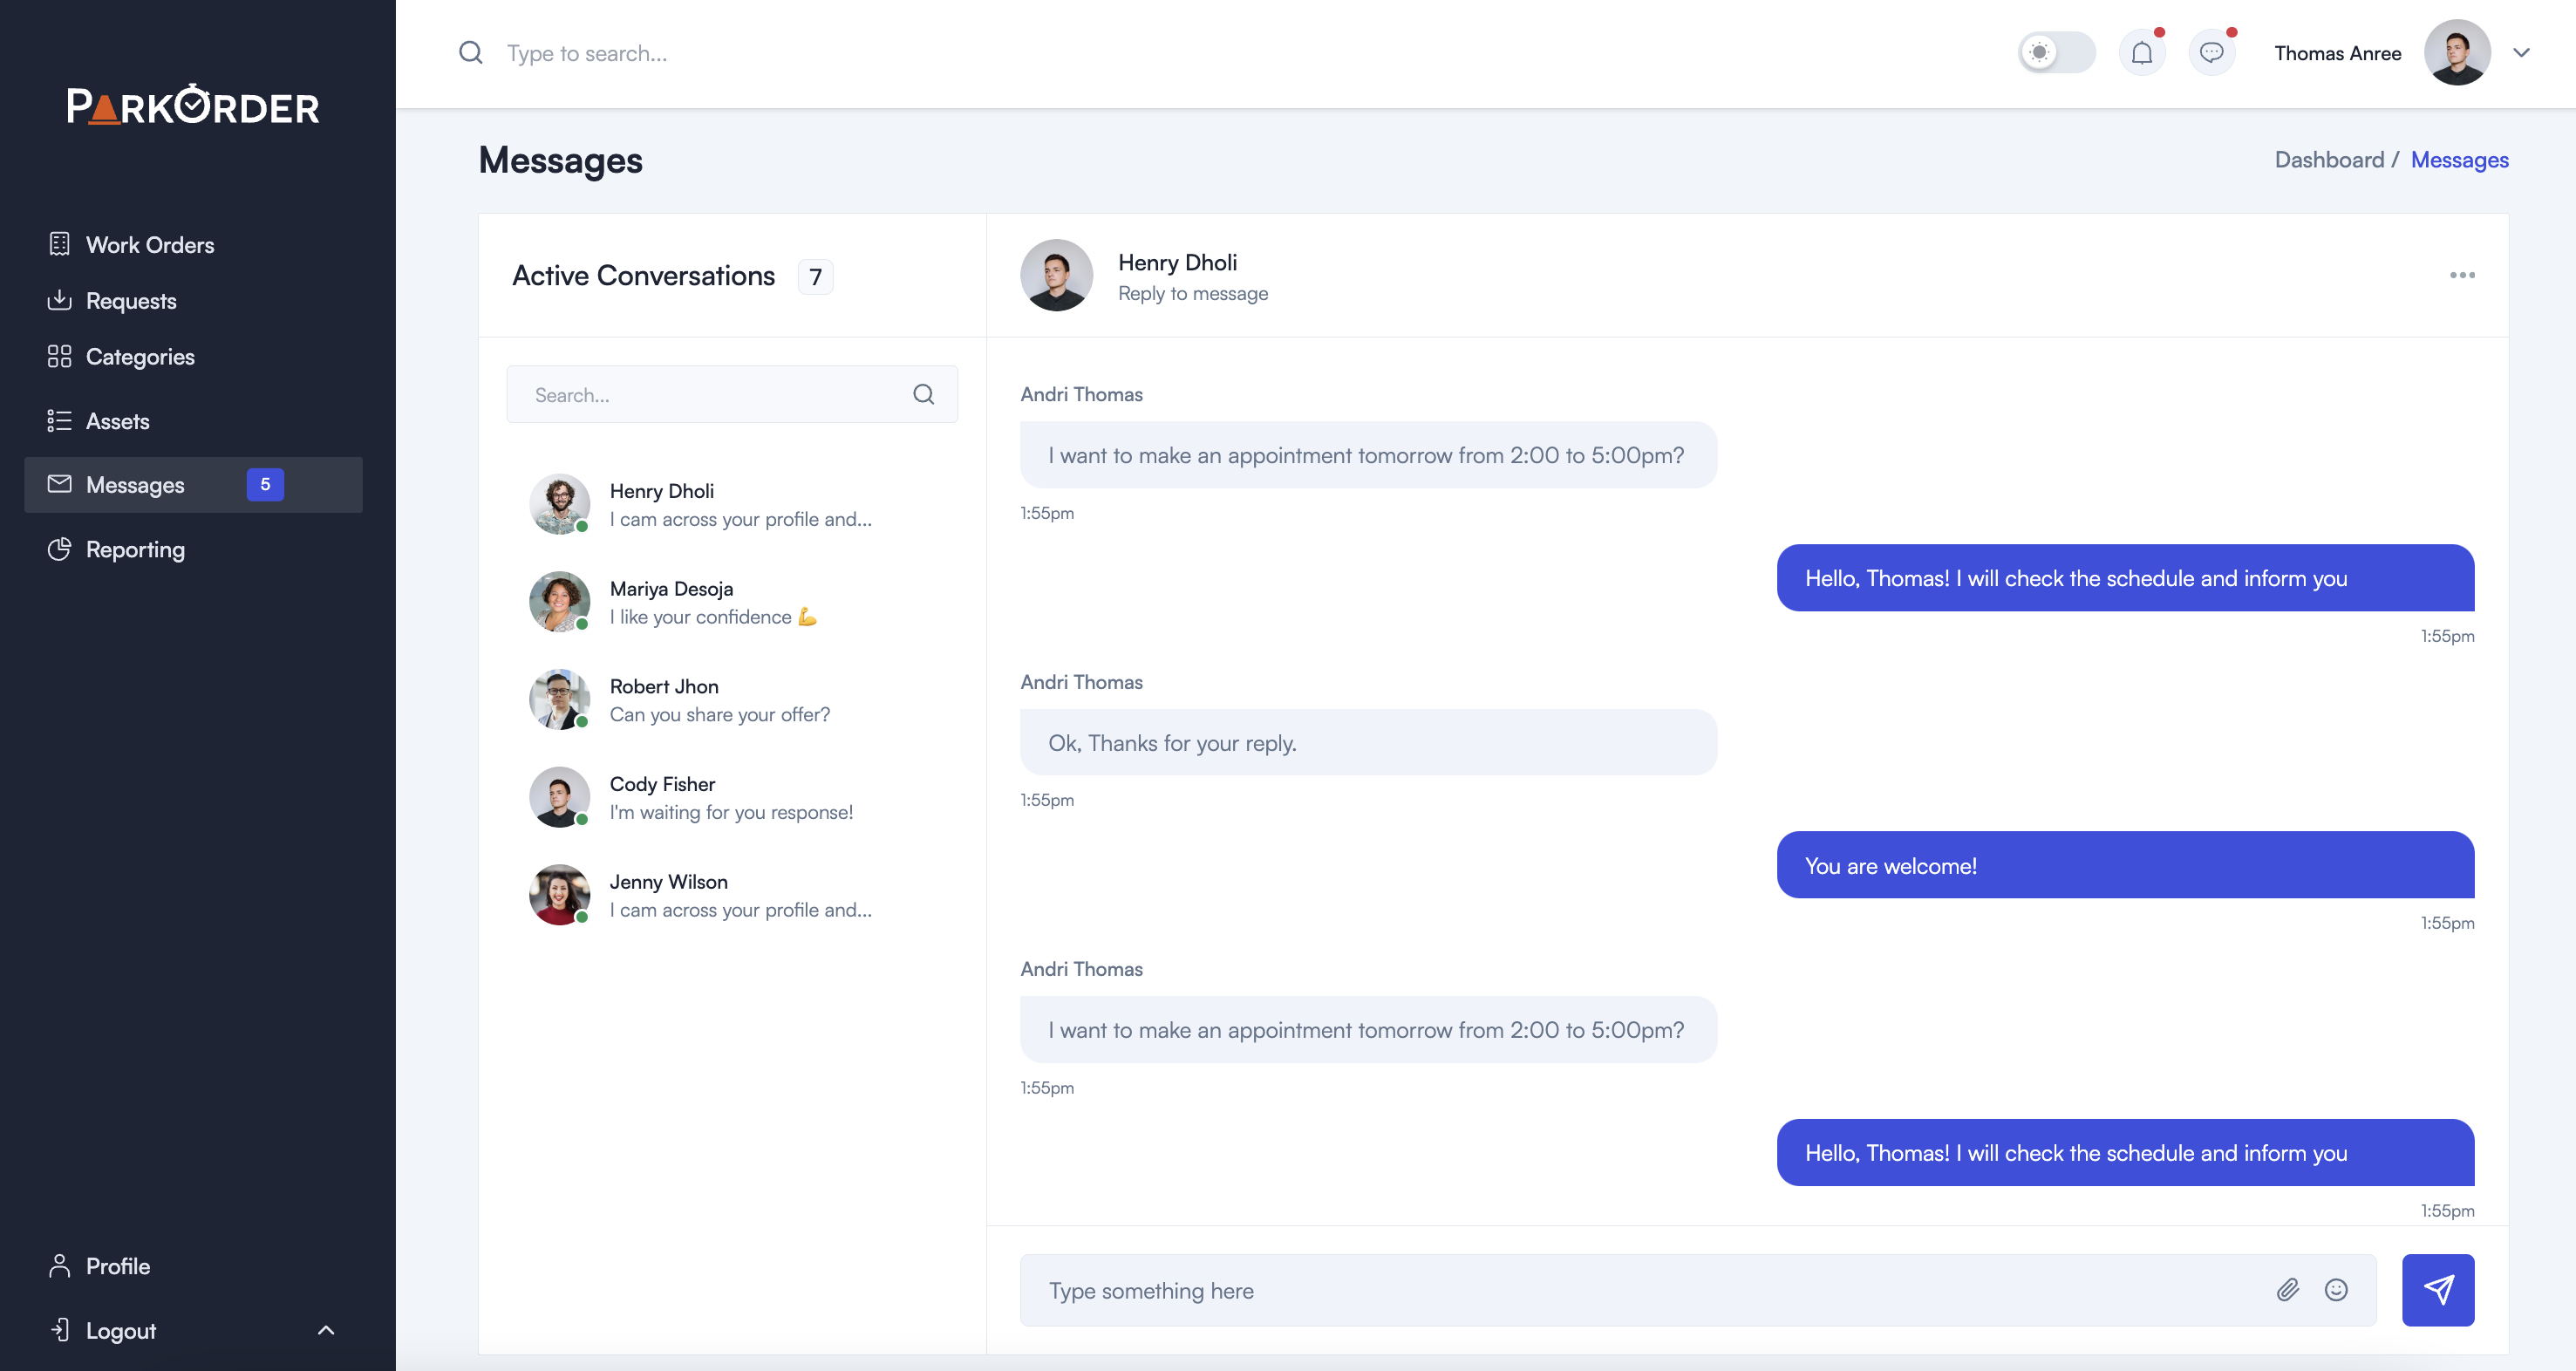 PARKORDER
Work Orders
Requests
Categories
Assets
Messages 5
Reporting
Profile
Logout
Type to search...
Thomas Anree
Messages
Dashboard / Messages
Active Conversations 7
Search...
Henry Dholi
I cam across your profile and...
Mariya Desoja
I like your confidence 💪
Robert Jhon
Can you share your offer?
Cody Fisher
I'm waiting for you response!
Jenny Wilson
I cam across your profile and...
Henry Dholi
Reply to message
Andri Thomas
I want to make an appointment tomorrow from 2:00 to 5:00pm?
1:55pm
Hello, Thomas! I will check the schedule and inform you
1:55pm
Andri Thomas
Ok, Thanks for your reply.
1:55pm
You are welcome!
1:55pm
Andri Thomas
I want to make an appointment tomorrow from 2:00 to 5:00pm?
1:55pm
Hello, Thomas! I will check the schedule and inform you
1:55pm
Type something here